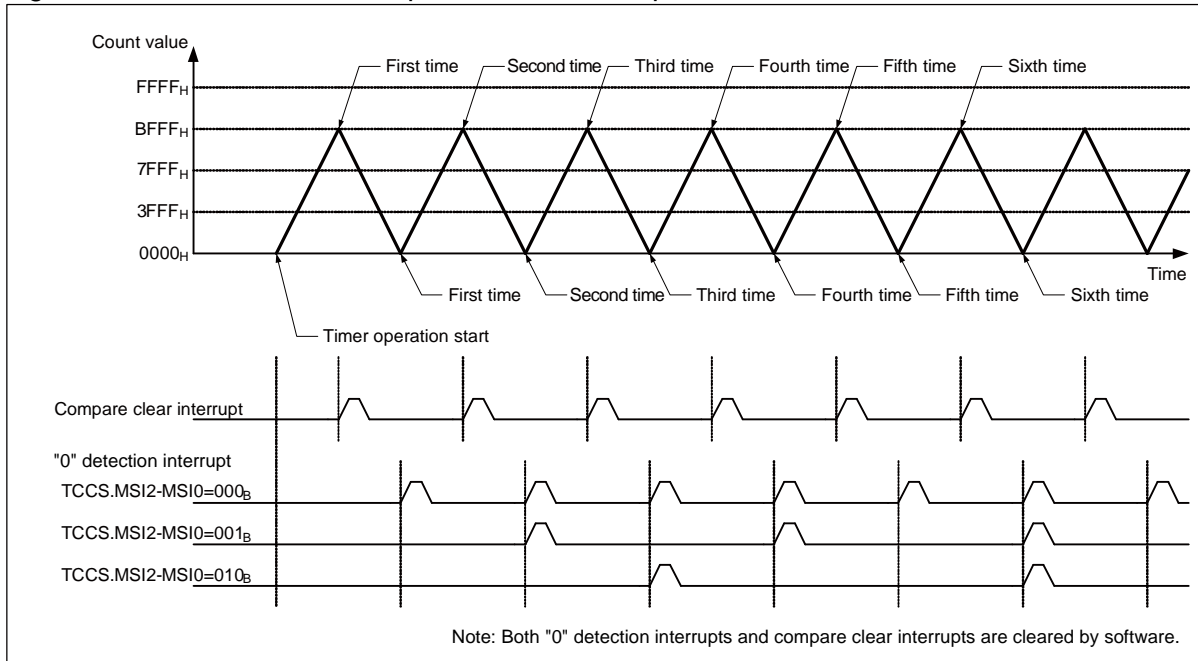 Count value
First time
Second time
Third time
Fourth time
Fifth time
Sixth time
FFFFH
BFFFH
7FFFH
3FFFH
0000H
Time
First time
Second time
Third time
Fourth time
Fifth time
Sixth time
Timer operation start
Compare clear interrupt
"0" detection interrupt
TCCS.MSI2-MSI0=000B
TCCS.MSI2-MSI0=001B
TCCS.MSI2-MSI0=010B
Note: Both "0" detection interrupts and compare clear interrupts are cleared by software.